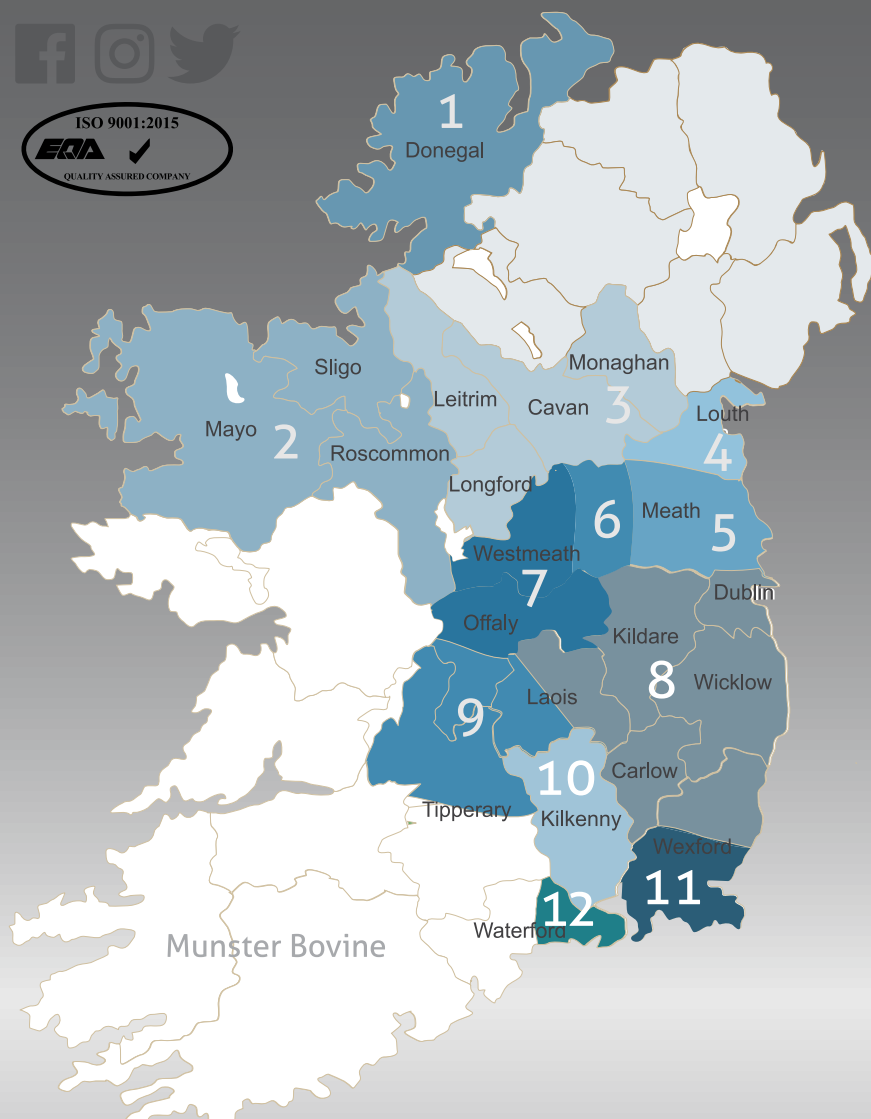 ISO 9001:2015
EQA
QUALITY ASSURED COMPANY
1
Donegal
Monaghan
Sligo
Leitrim
Cavan
3
Louth
Mayo
2
Roscommon
4
Longford
6
Meath
5
Westmeath
7
Dublin
Offaly
Kildare
8
Wicklow
Laois
9
10
Carlow
Tipperary
Kilkenny
Wexford
11
12
Waterford
Munster Bovine